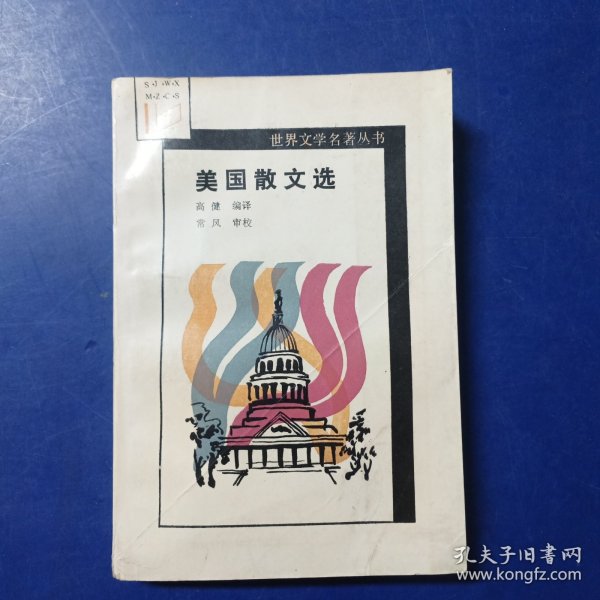 S·J·W·X
M·Z·C·S
世界文学名著丛书
美国散文选
高健 编译
常风 审校
孔夫子旧书网
www.kongfz.com